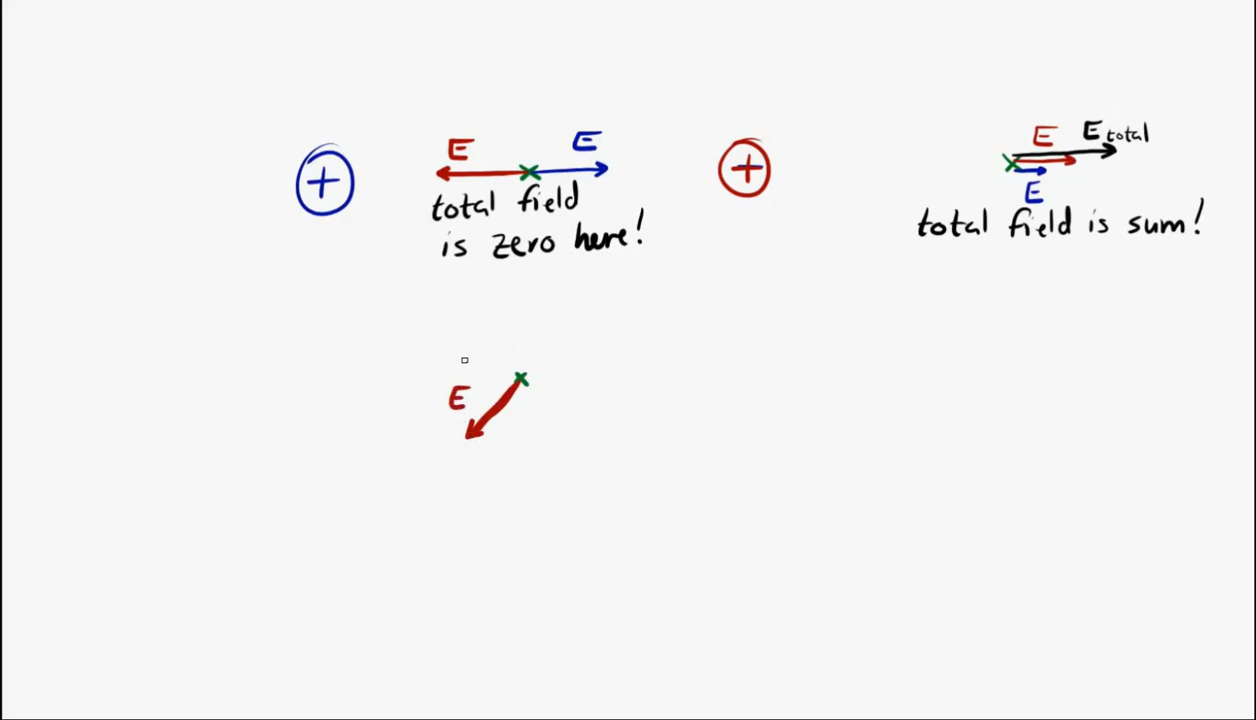 E
E
total field
is zero here!
+
+
E
E total
E
total field is sum!
E